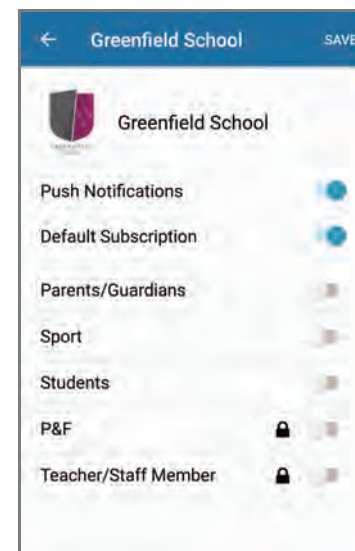 Greenfield School SAVE
Greenfield School
Push Notifications
Default Subscription
Parents/Guardians
Sport
Students
P&F
Teacher/Staff Member